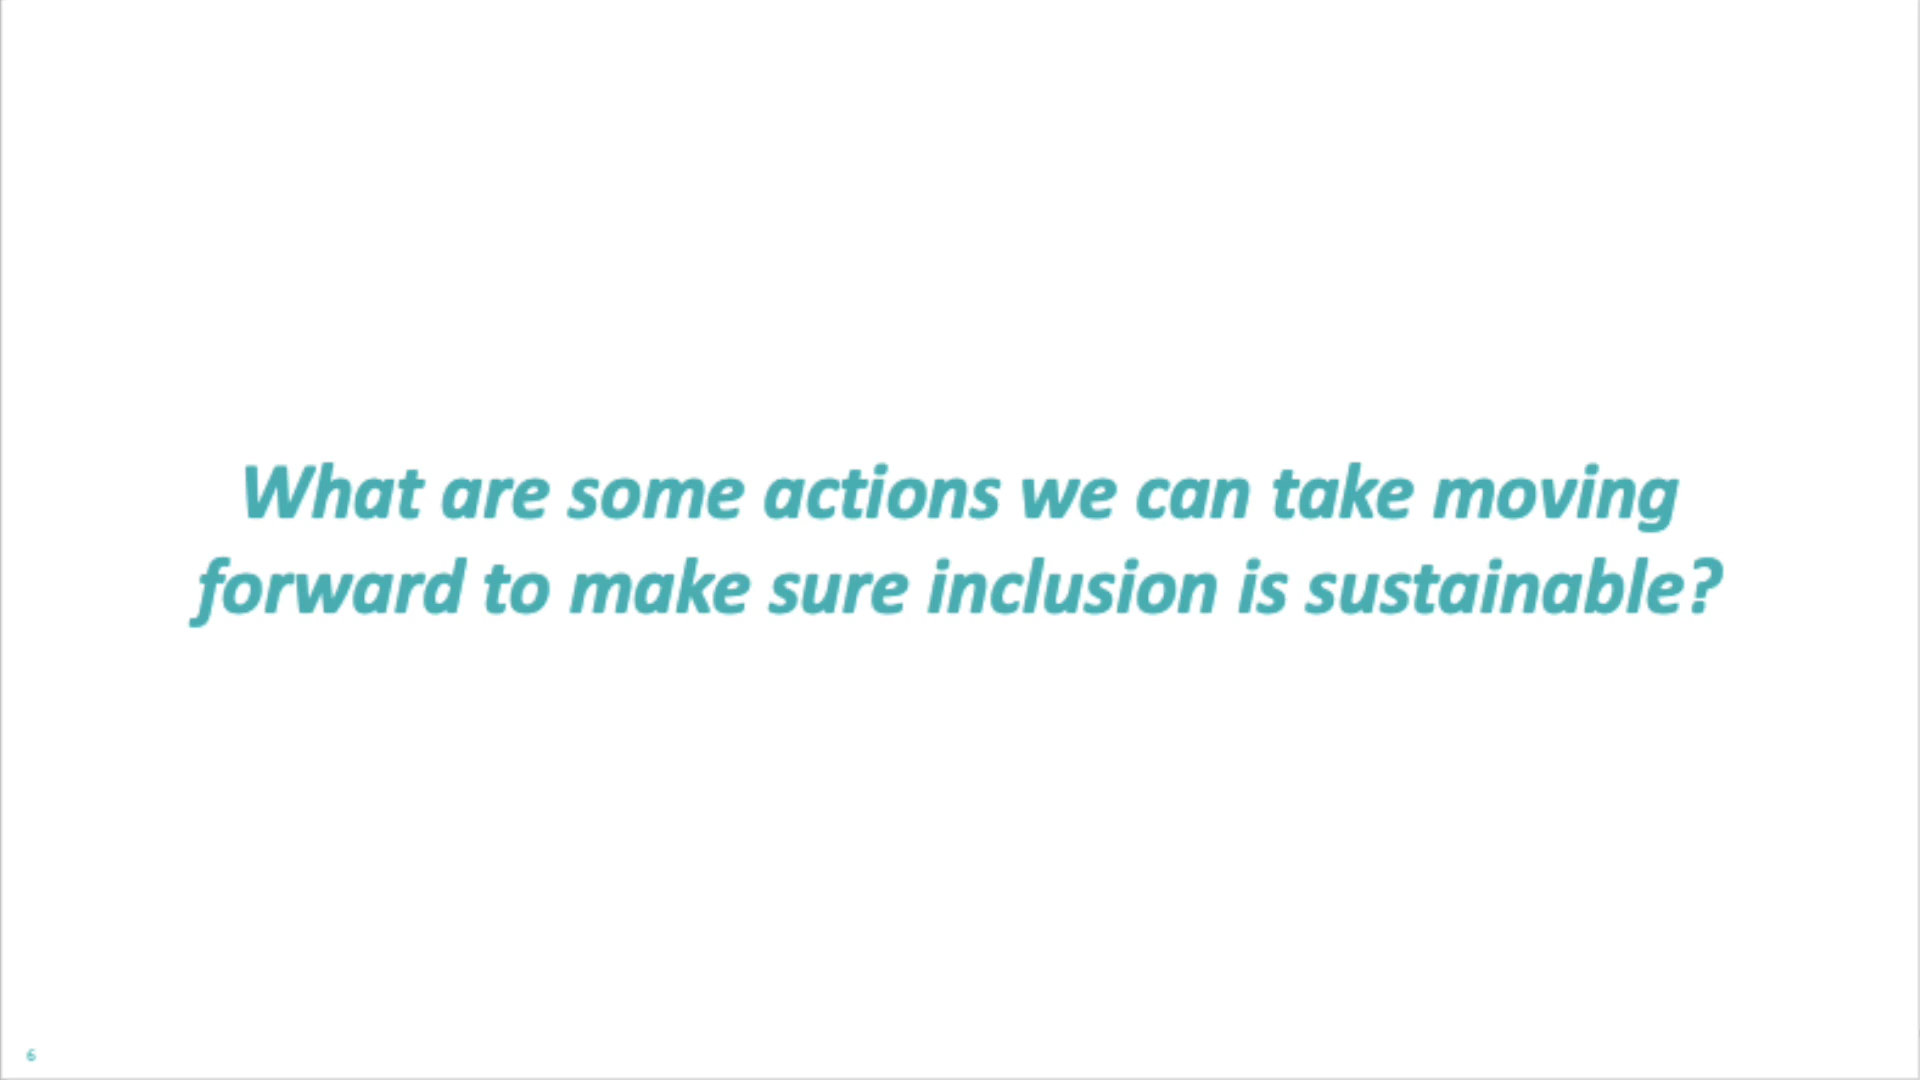 What are some actions we can take moving
forward to make sure inclusion is sustainable?
6